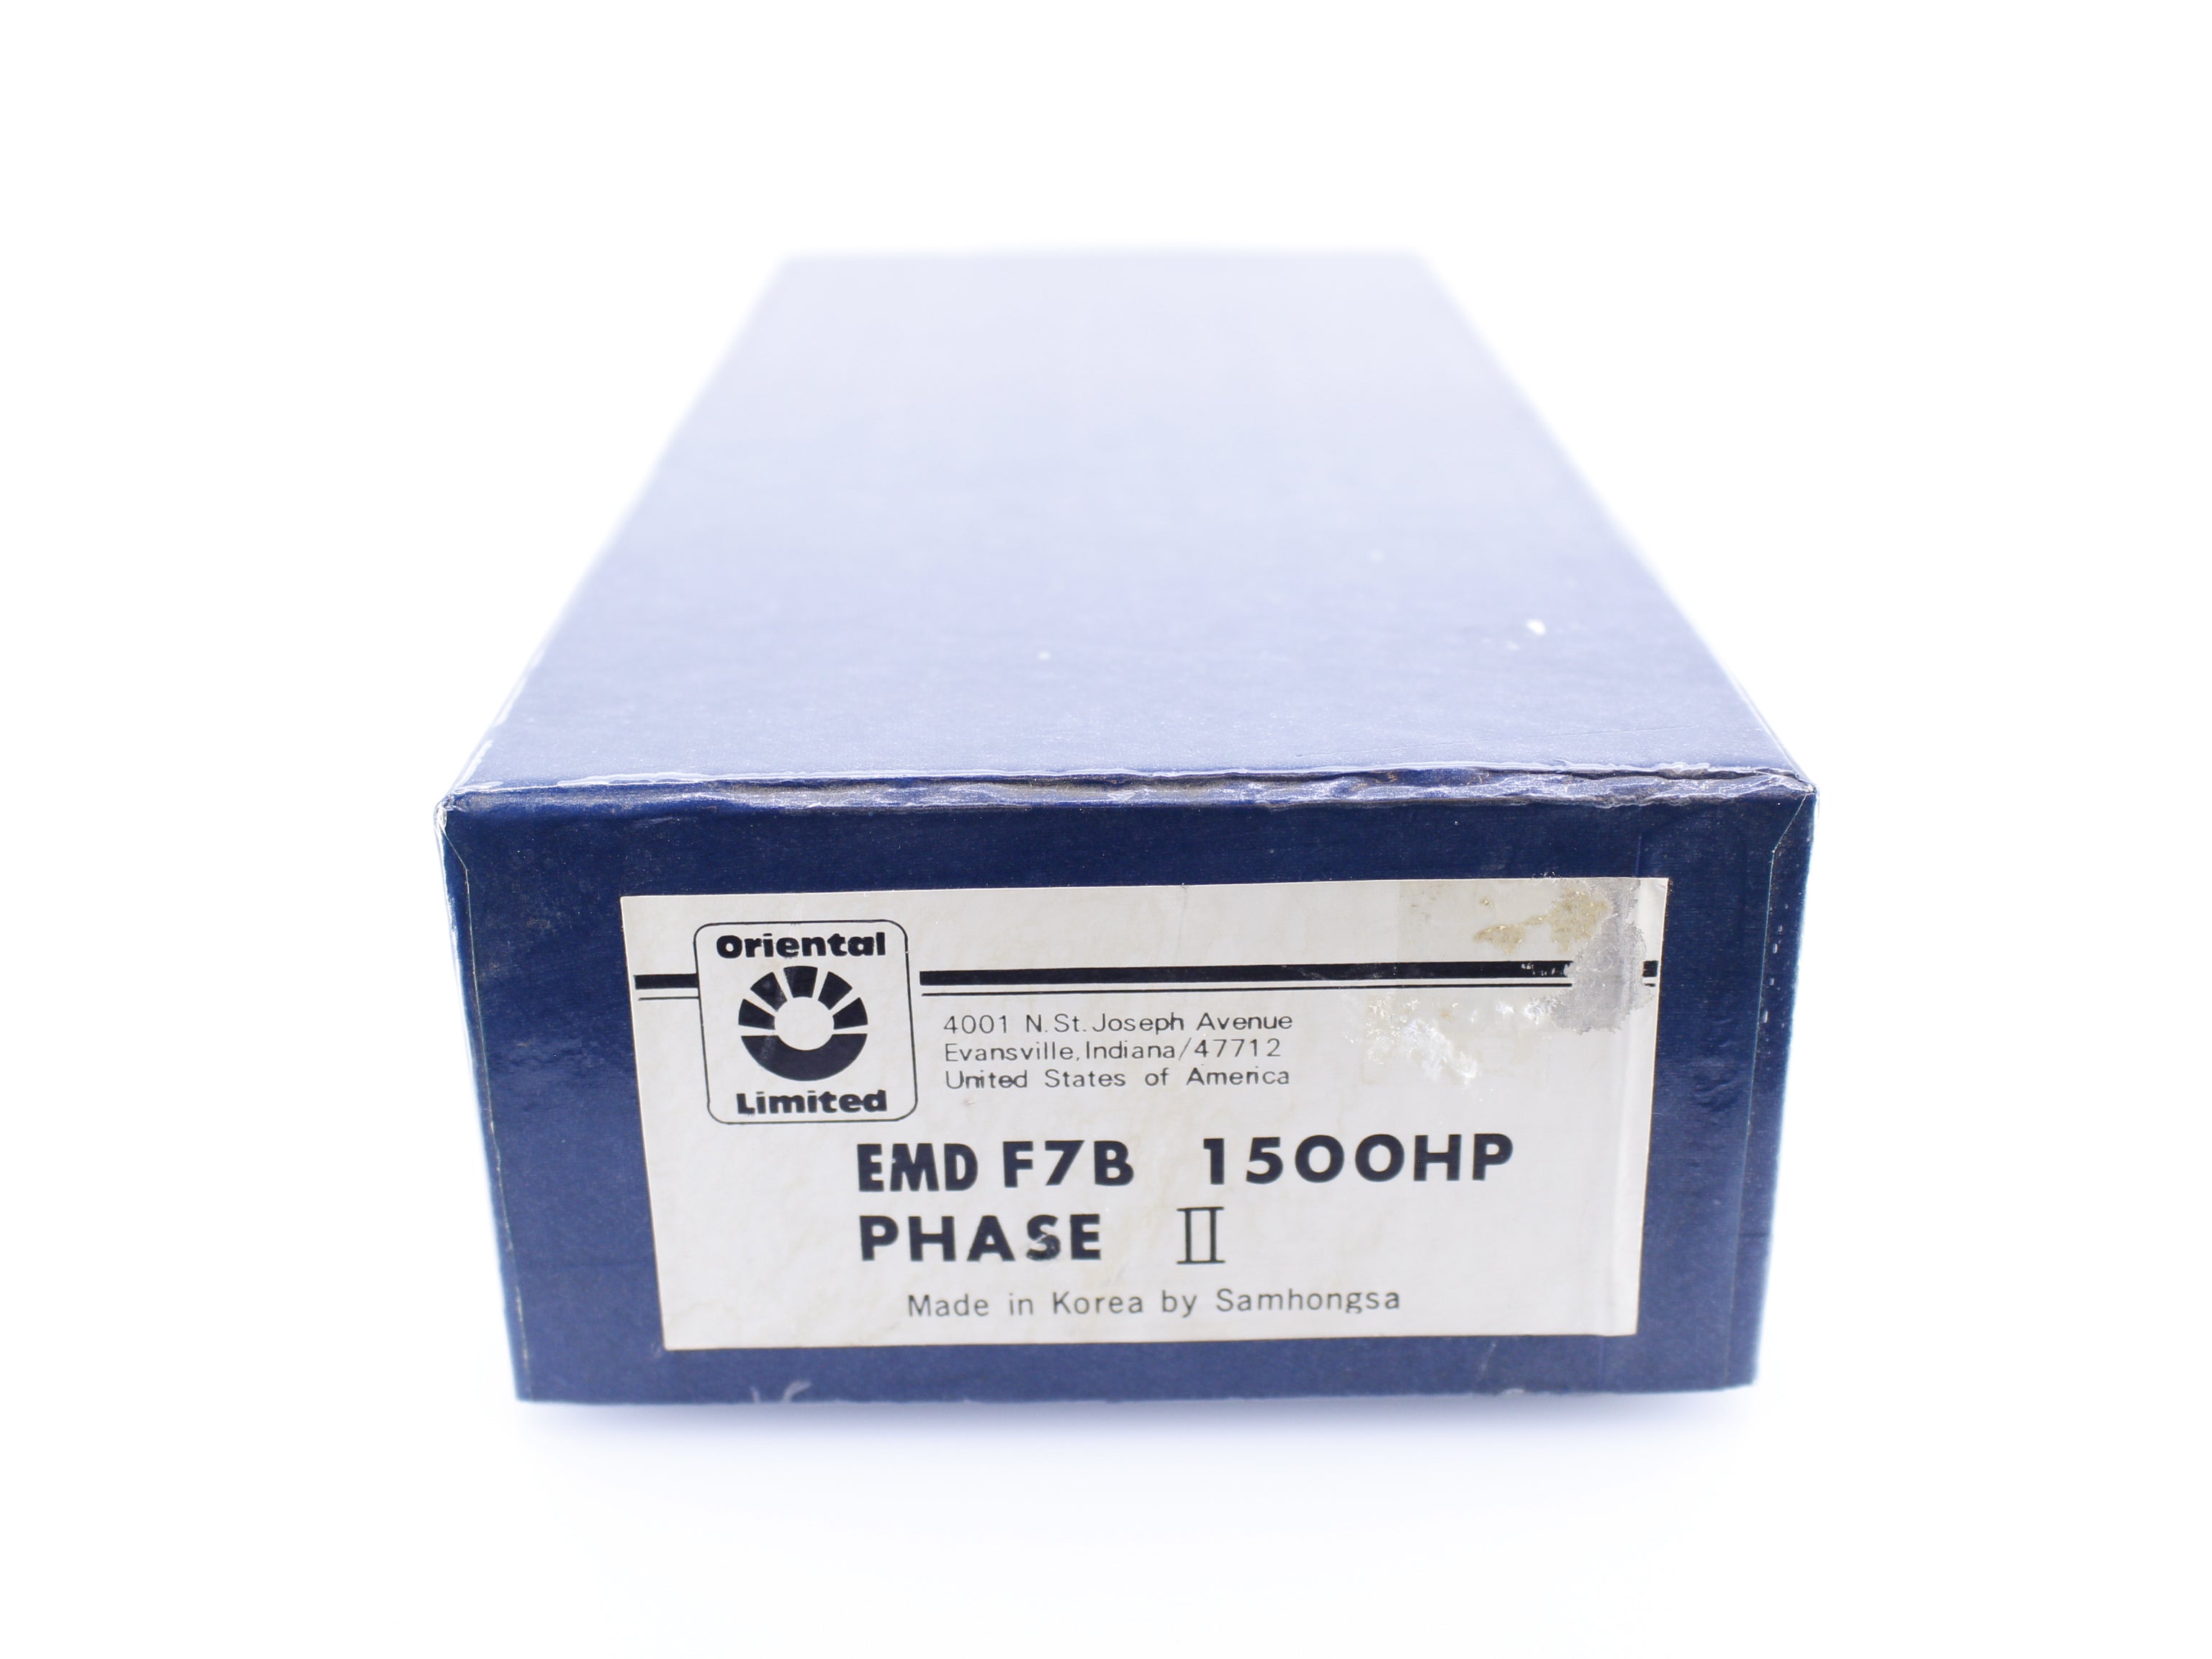 Oriental
Limited
4001 N. St. Joseph Avenue
Evansville, Indiana/47712
United States of America
EMD F7B 1500HP
PHASE II
Made in Korea by Samhongsa